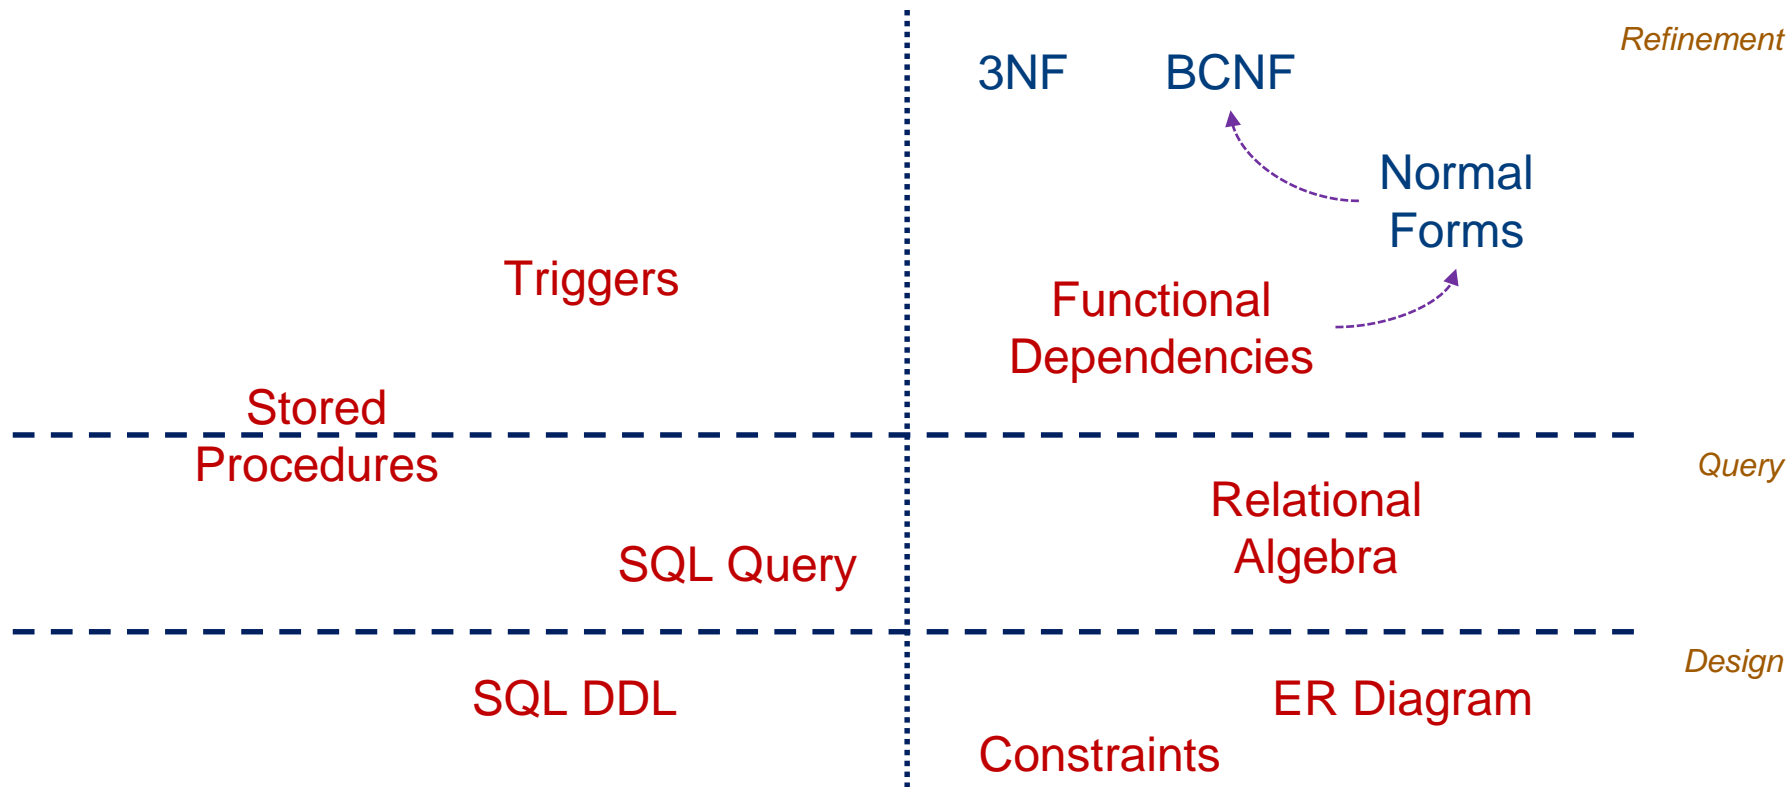 Refinement
3NF
BCNF
Normal
Forms
Triggers
Functional
Dependencies
Stored
Procedures
Query
Relational
Algebra
SQL Query
Design
SQL DDL
ER Diagram
Constraints